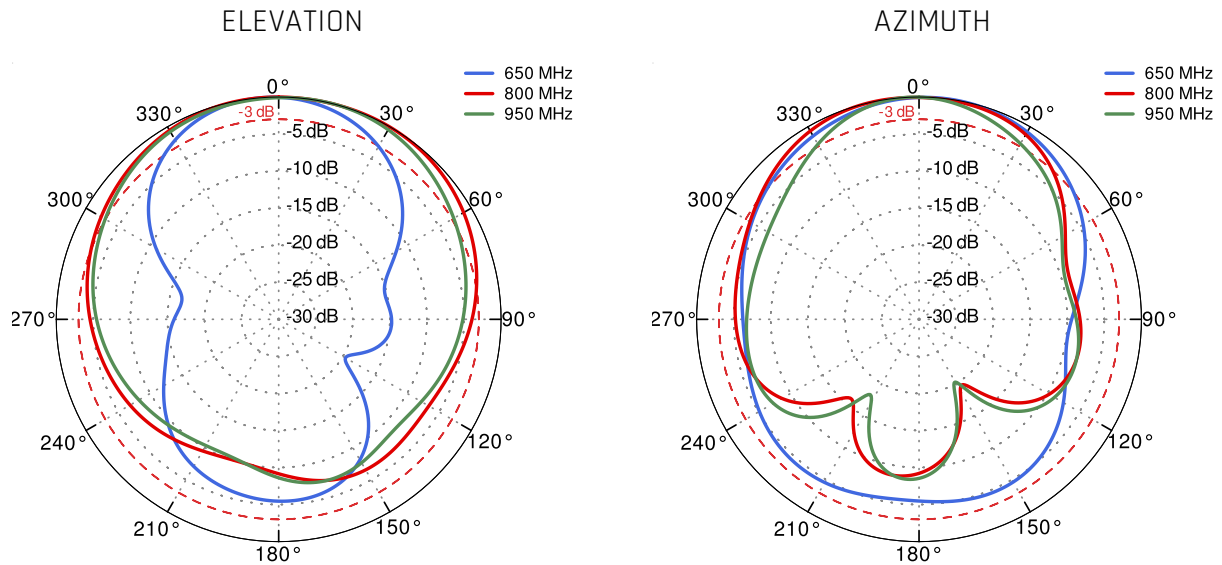 ELEVATION
650 MHz
800 MHz
950 MHz
0°
330°
30°
-3 dB
-5 dB
-10 dB
300°
60°
-15 dB
-20 dB
-25 dB
-30 dB
270°
90°
240°
120°
210°
150°
180°
AZIMUTH
650 MHz
800 MHz
950 MHz
0°
330°
30°
-3 dB
-5 dB
-10 dB
300°
60°
-15 dB
-20 dB
-25 dB
-30 dB
270°
90°
240°
120°
210°
150°
180°